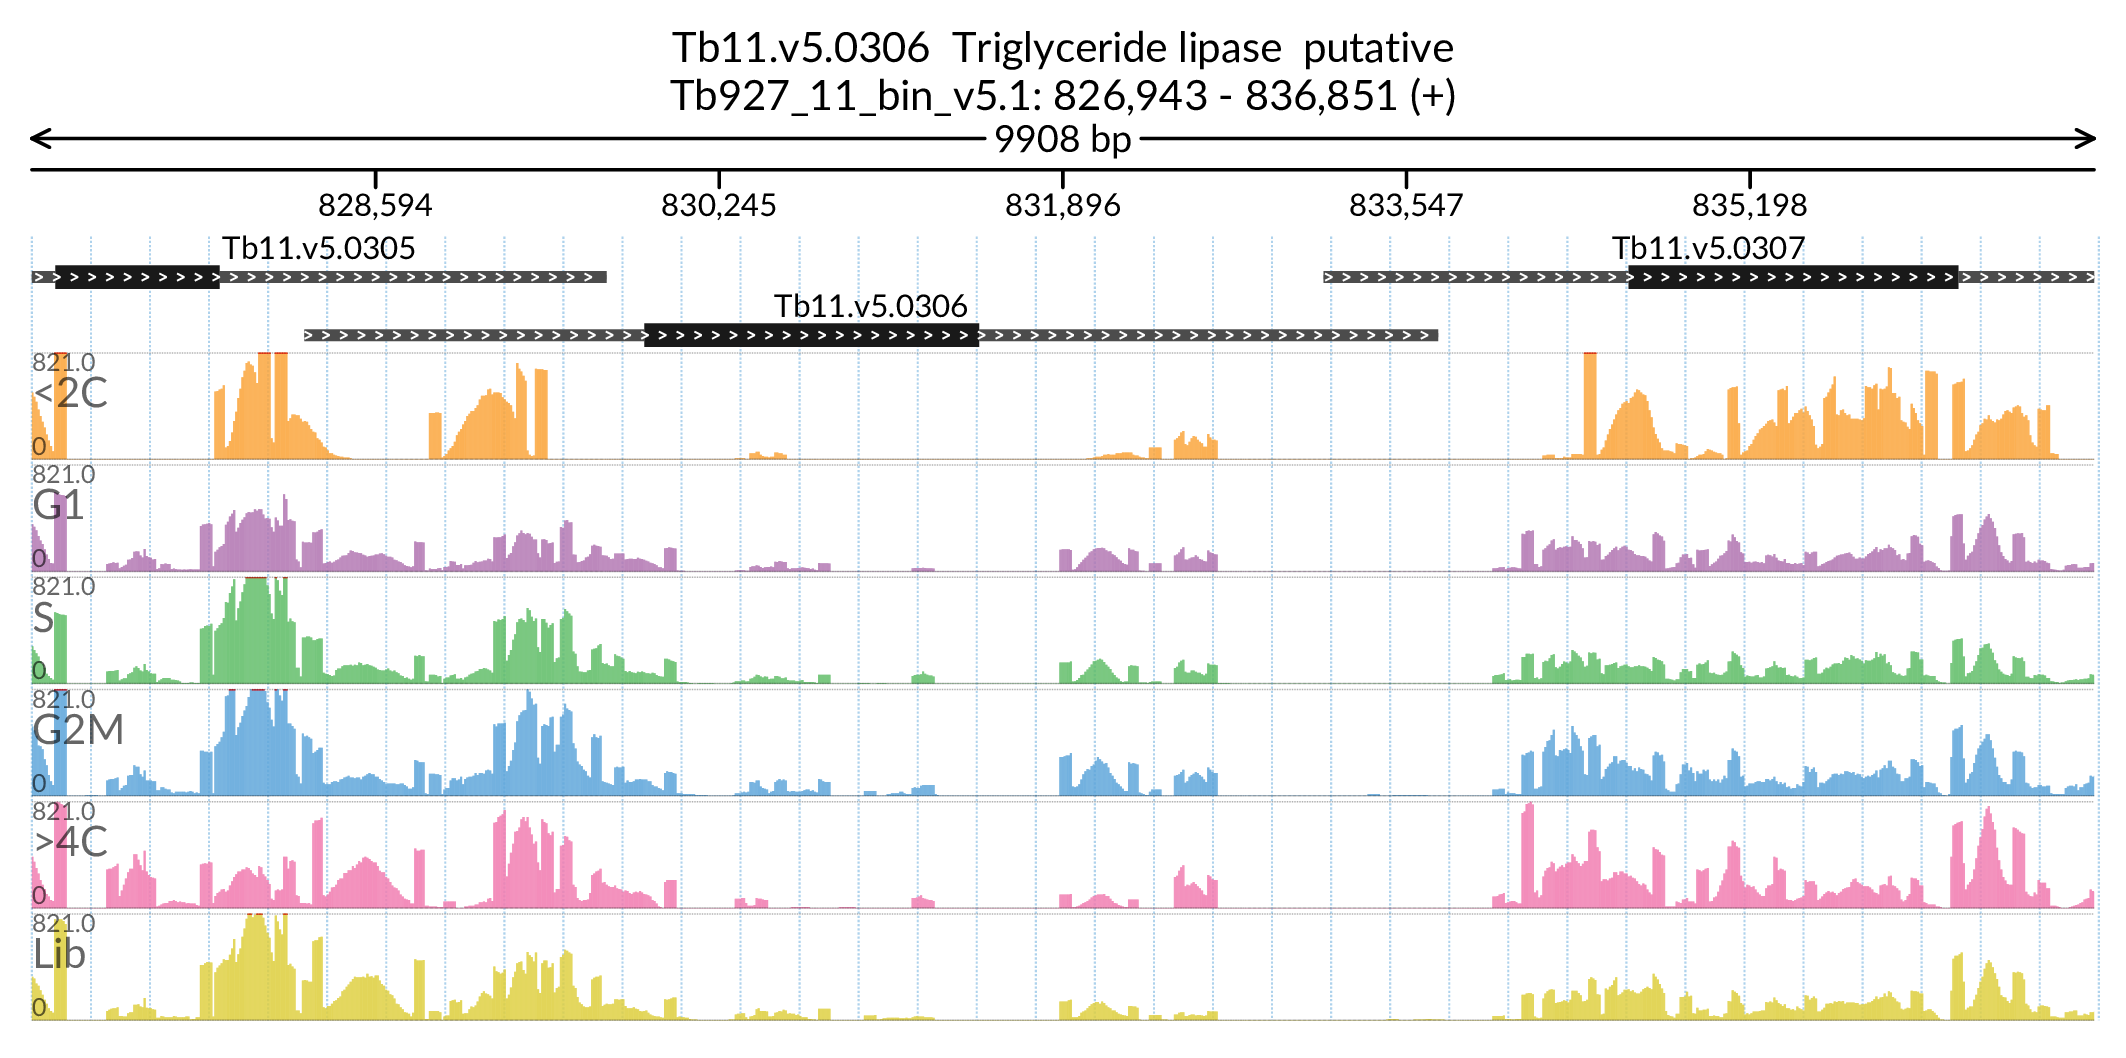 Tb11.v5.0306  Triglyceride lipase  putative
Tb927_11_bin_v5.1: 826,943 - 836,851 (+)
9908 bp
828,594 830,245 831,896 833,547 835,198
Tb11.v5.0305 Tb11.v5.0307
Tb11.v5.0306
821.0
<2C
0
821.0
G1
0
821.0
S
0
821.0
G2M
0
821.0
>4C
0
821.0
Lib
0